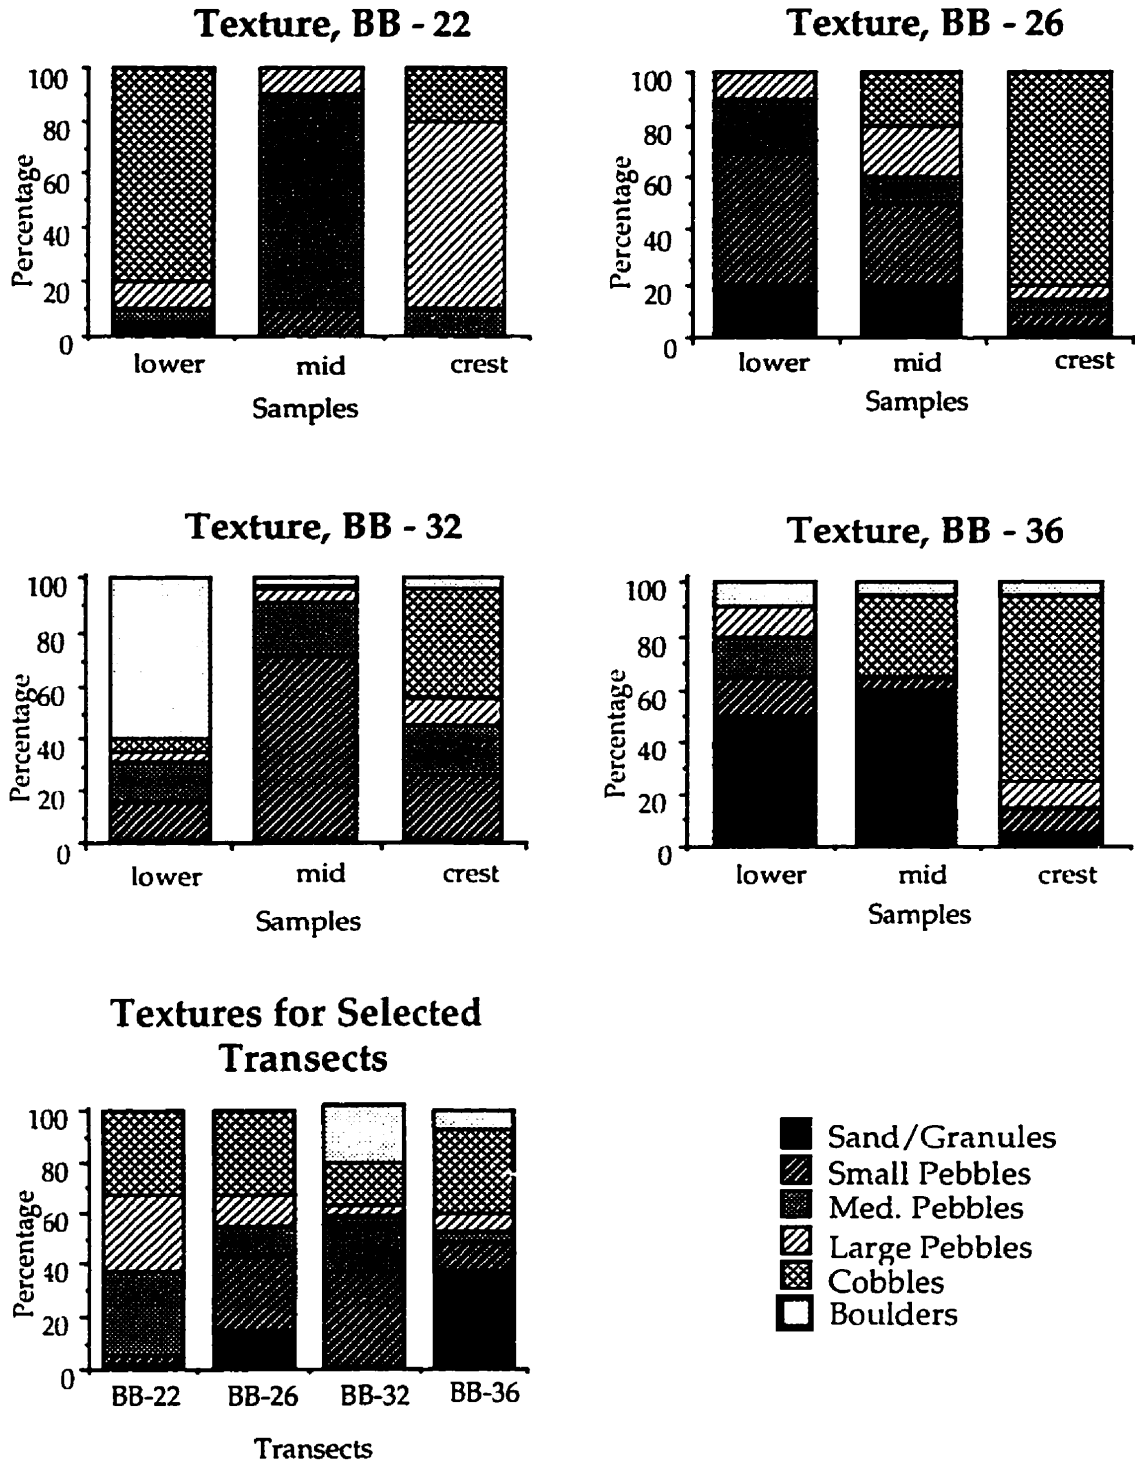 Texture, BB - 22
100
80
60
40
20
0
Percentage
lower mid crest
Samples
Texture, BB - 26
100
80
60
40
20
0
Percentage
lower mid crest
Samples
Texture, BB - 32
100
80
60
40
20
0
Percentage
lower mid crest
Samples
Texture, BB - 36
100
80
60
40
20
0
Percentage
lower mid crest
Samples
Textures for Selected
Transects
100
80
60
40
20
0
Percentage
BB-22 BB-26 BB-32 BB-36
Transects
Sand/Granules
Small Pebbles
Med. Pebbles
Large Pebbles
Cobbles
Boulders